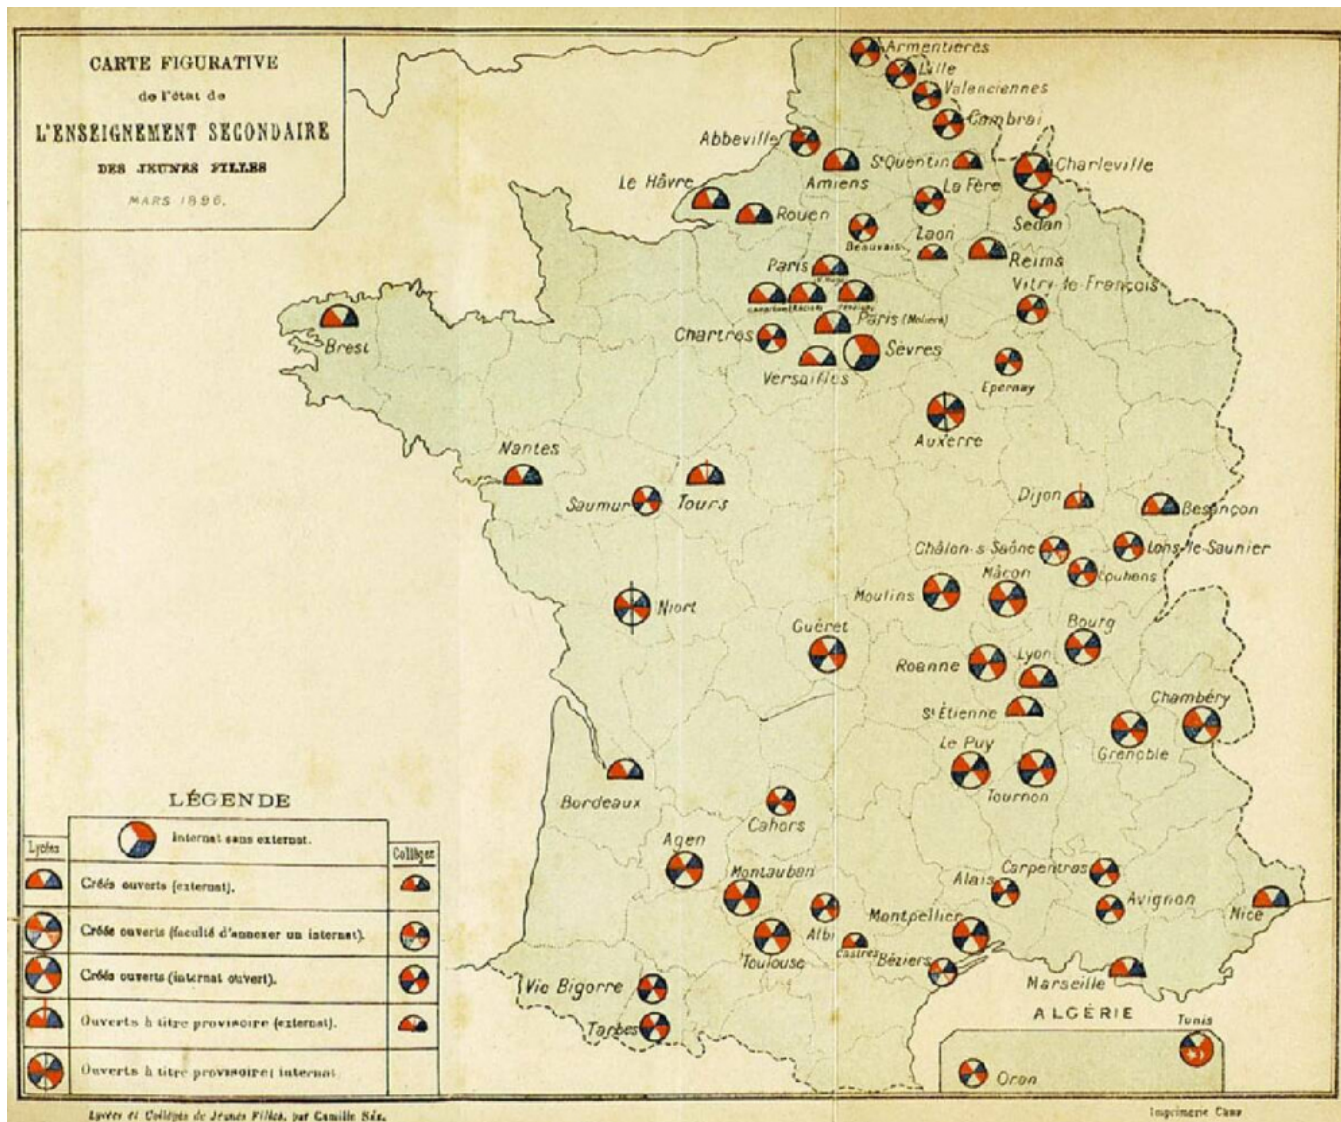 CARTE FIGURATIVE
de l'état de
L'ENSEIGNEMENT SECONDAIRE
DES JEUNES FILLES
MARS 1896.
Armentières
Lille
Valenciennes
Cambrai
Abbeville
Amiens
St Quentin
Charleville
Le Hâvre
Rouen
La Fère
Sedan
Beauvais
Laon
Reims
Paris
Vitry-le-François
Paris (Molière)
Chartres
Brest
Versailles
Sèvres
Epernay
Auxerre
Nantes
Saumur
Tours
Dijon
Besançon
Châlon-s-Saône
Lons-le-Saunier
Louhans
Moulins
Mâcon
Niort
Guéret
Bourg
Roanne
Lyon
St Étienne
Chambéry
Grenoble
Le Puy
Tournon
Bordeaux
Cahors
Agen
Montauban
Alais
Carpentras
Avignon
Nice
Albi
Montpellier
Toulouse
Castres
Béziers
Marseille
Vic Bigorre
Tarbes
ALGÉRIE
Tunis
Oran
LÉGENDE
Lycées
Internat sans externat.
Collèges
Créés ouverts (externat).
Créés ouverts (faculté d'annexer un internat).
Créés ouverts (internat ouvert).
Ouverts à titre provisoire (externat).
Ouverts à titre provisoire; internat
Lycées et Collèges de Jeunes Filles, par Camille Sée.
Imprimerie